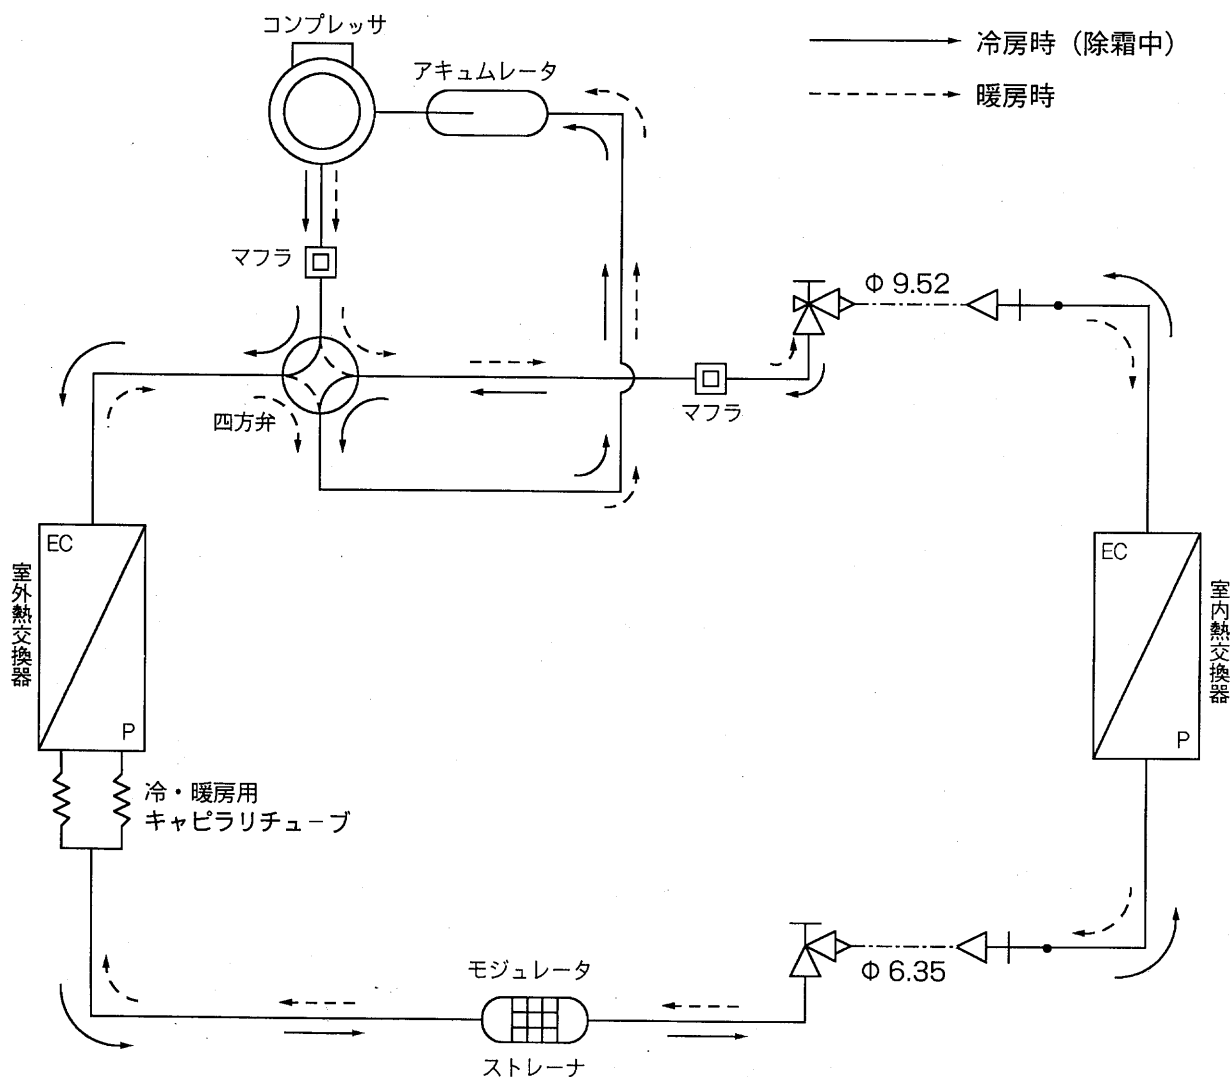 コンプレッサ
冷房時（除霜中）
アキュムレータ
暖房時
マフラ
Φ 9.52
マフラ
四方弁
EC
P
室外熱交換器
EC
P
室内熱交換器
冷・暖房用
キャピラリチューブ
Φ 6.35
モジュレータ
ストレーナ